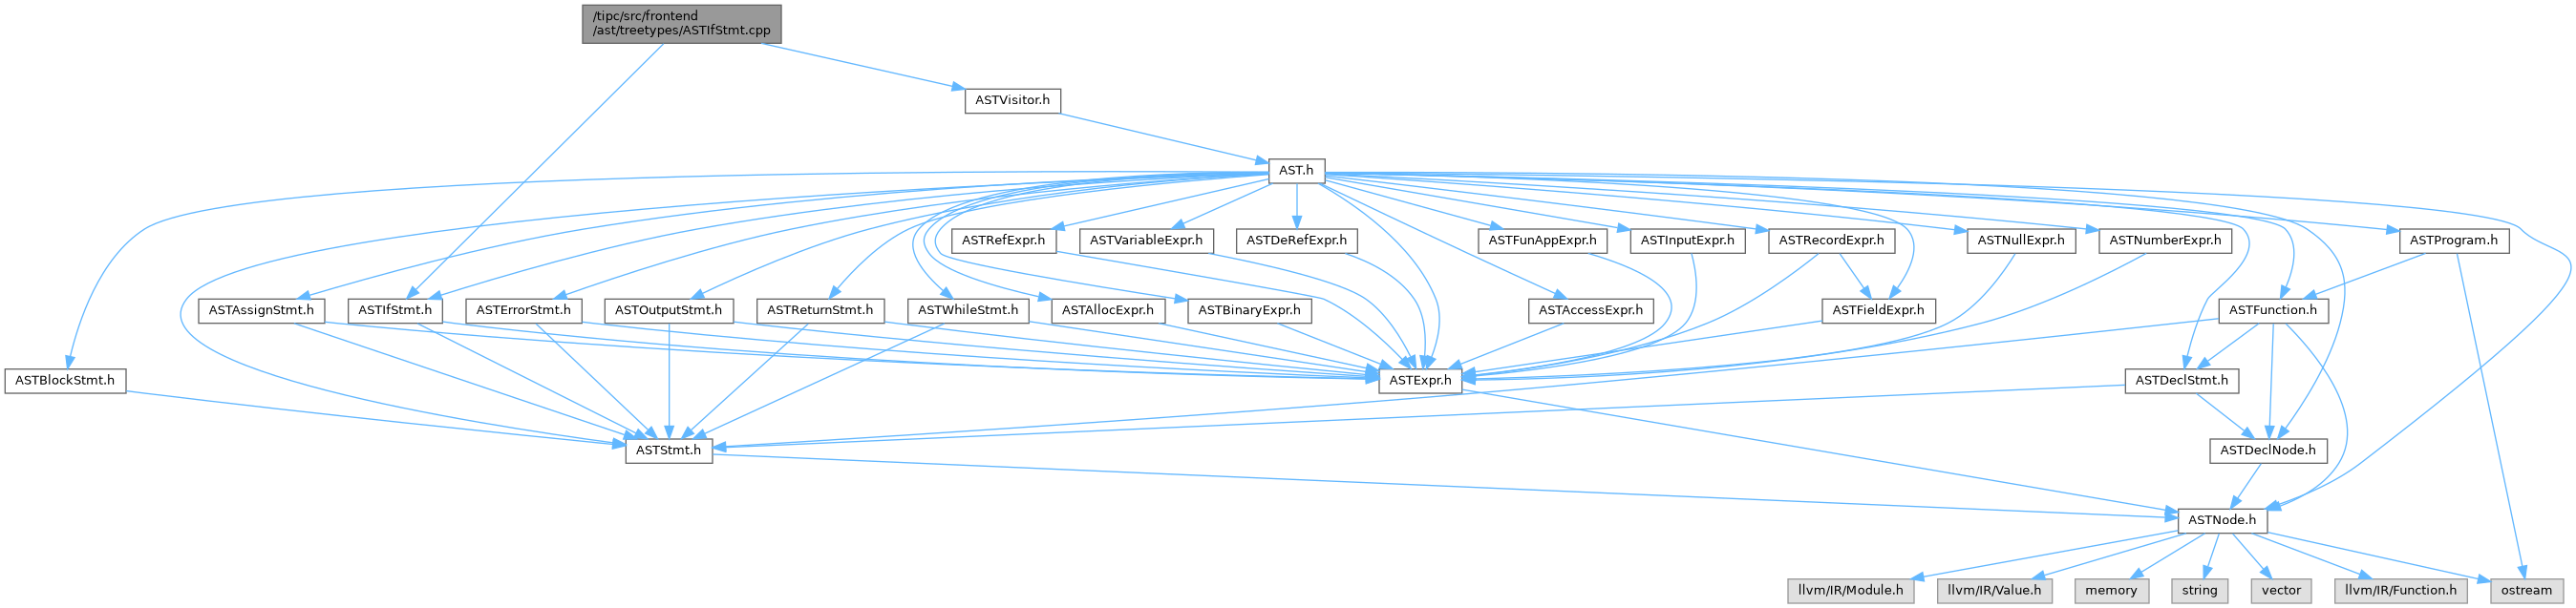 /tipc/src/frontend
/ast/treetypes/ASTIfStmt.cpp
ASTVisitor.h
AST.h
ASTRefExpr.h
ASTVariableExpr.h
ASTDeRefExpr.h
ASTFunAppExpr.h
ASTInputExpr.h
ASTRecordExpr.h
ASTNullExpr.h
ASTNumberExpr.h
ASTProgram.h
ASTAssignStmt.h
ASTIfStmt.h
ASTErrorStmt.h
ASTOutputStmt.h
ASTReturnStmt.h
ASTWhileStmt.h
ASTAllocExpr.h
ASTBinaryExpr.h
ASTAccessExpr.h
ASTFieldExpr.h
ASTFunction.h
ASTBlockStmt.h
ASTExpr.h
ASTDeclStmt.h
ASTStmt.h
ASTDeclNode.h
ASTNode.h
llvm/IR/Module.h
llvm/IR/Value.h
memory
string
vector
llvm/IR/Function.h
ostream